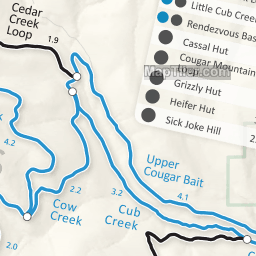 Cedar
Creek
Loop
1.9
Little Cub Creek
Rendezvous Bas
Cassal Hut
Cougar Mountain
Grizzly Hut
Heifer Hut
Sick Joke Hill
4.2
Upper
Cougar Bait
4.1
2.2
3.2
Cow
Creek
Cub
Creek
2.0